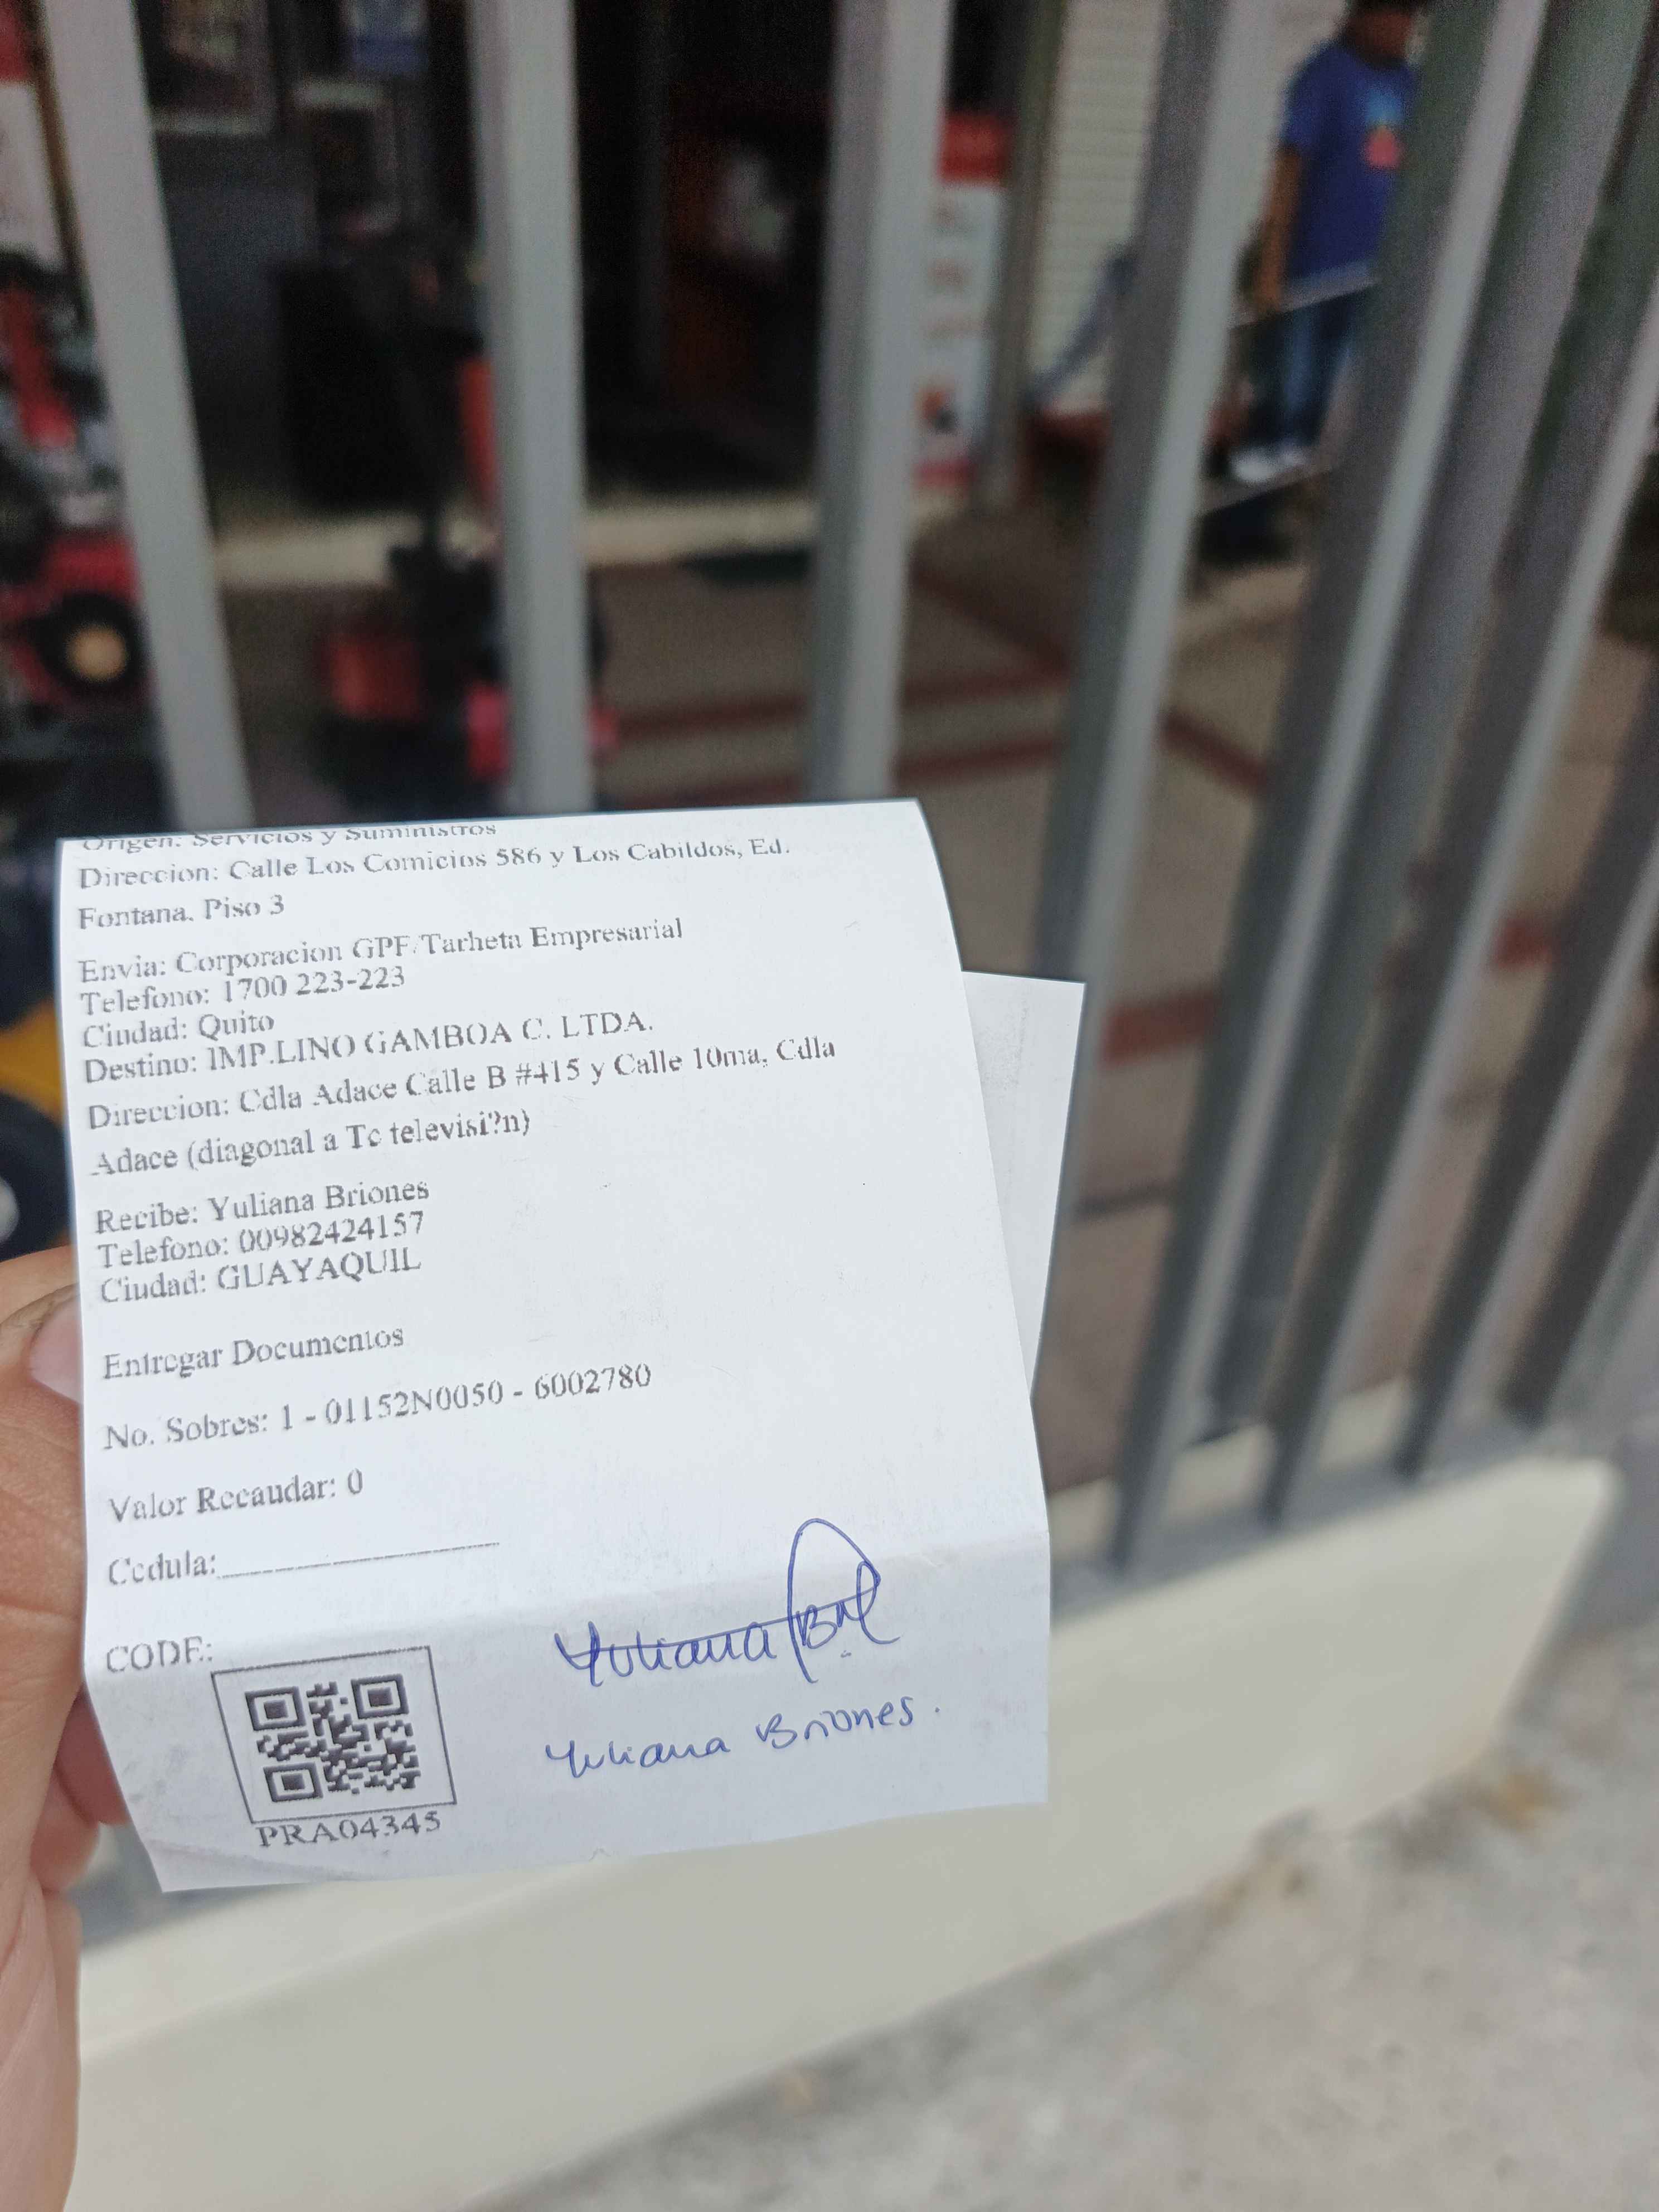 Origen: Servicios y Suministros
Direccion: Calle Los Comicios 586 y Los Cabildos, Ed.
Fontana, Piso 3
Envia: Corporacion GPF/Tarheta Empresarial
Telefono: 1700 223-223
Ciudad: Quito
Destino: IMP.LINO GAMBOA C. LTDA.
Direccion: Cdla Adace Calle B #415 y Calle 10ma, Cdla
Adace (diagonal a Tc televisi?n)
Recibe: Yuliana Briones
Telefono: 00982424157
Ciudad: GUAYAQUIL
Entregar Documentos
No. Sobres: 1 - 01152N0050 - 6002780
Valor Recaudar: 0
Cedula:
CODE:
Yuliana
Yuliana Briones.
PRA04345